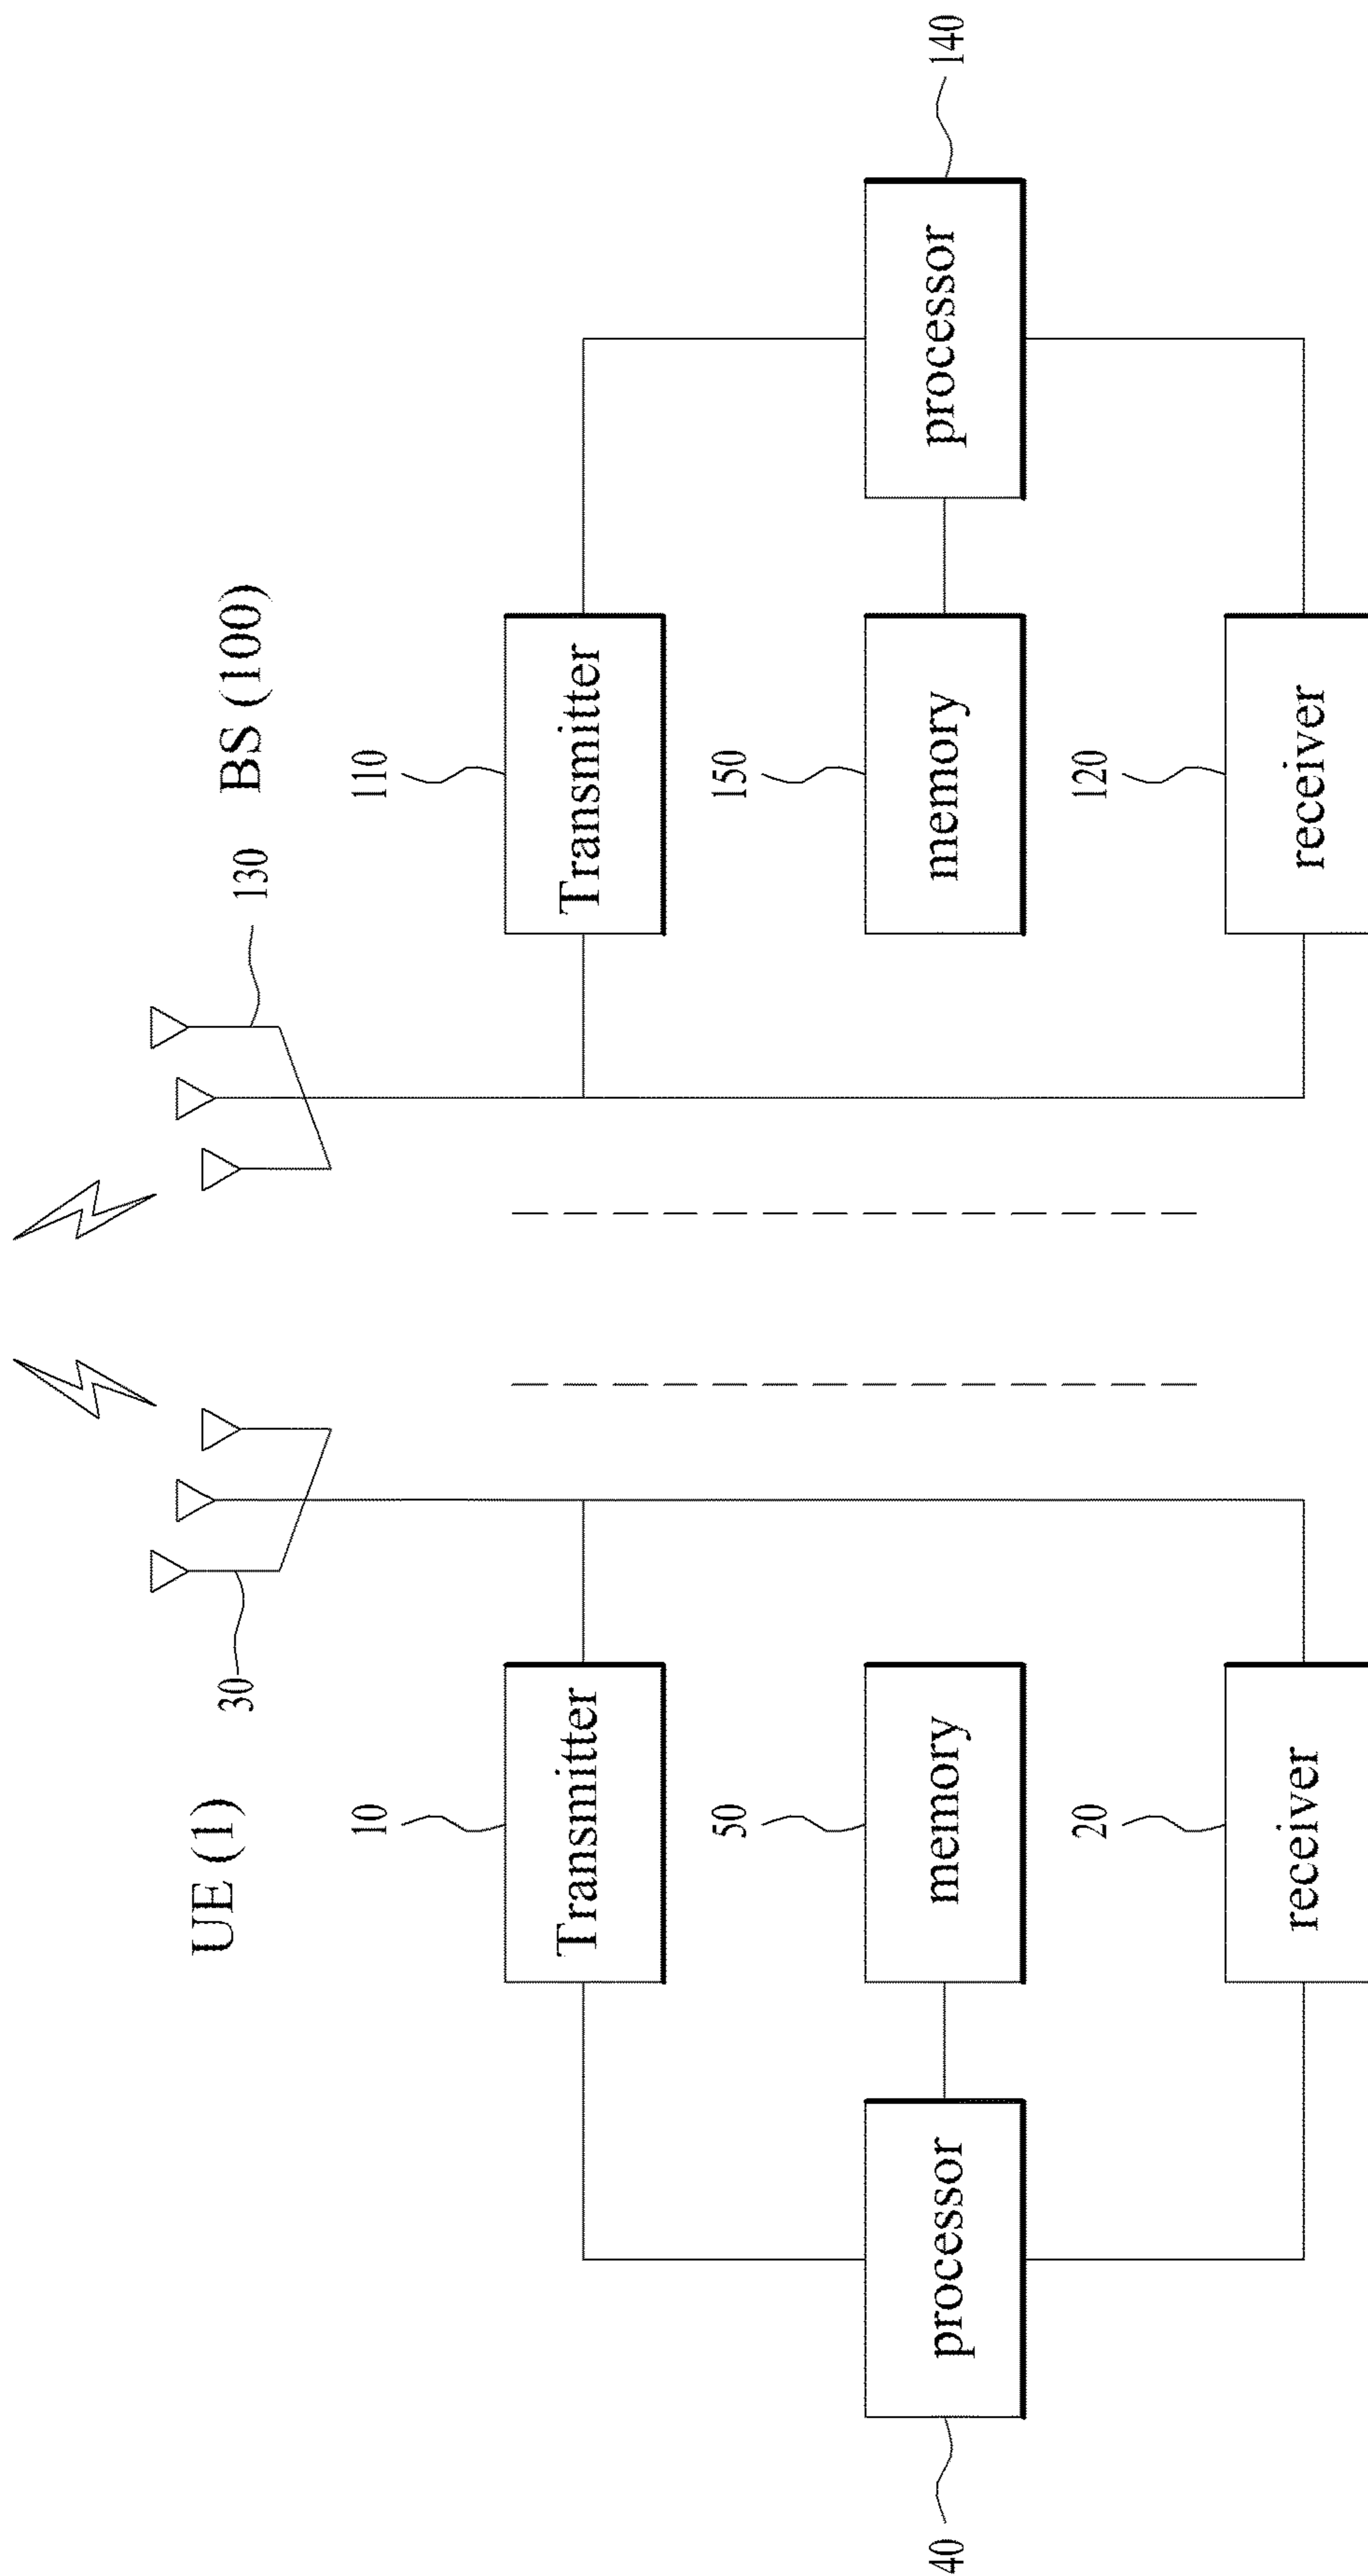 UE (1)
30
10
Transmitter
40
processor
50
memory
20
receiver
BS (100)
130
110
Transmitter
150
memory
processor
140
120
receiver